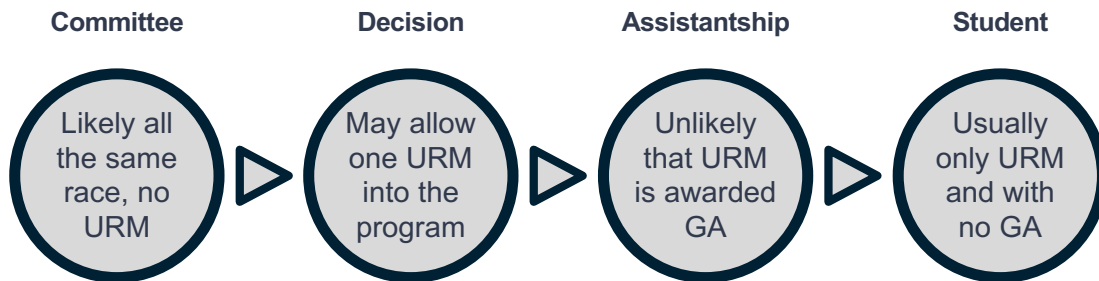 Committee
Decision
Assistantship
Student
Likely all
the same
race, no
URM
May allow
one URM
into the
program
Unlikely
that URM
is awarded
GA
Usually
only URM
and with
no GA